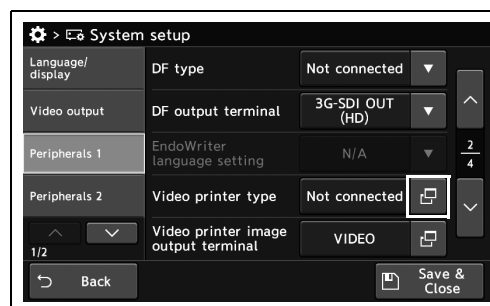 > System setup
Language/
display
Video output
Peripherals 1
Peripherals 2
1/2
DF type
Not connected
DF output terminal
3G-SDI OUT
(HD)
EndoWriter
language setting
N/A
Video printer type
Not connected
Video printer image
output terminal
VIDEO
2
4
Back
Save &
Close